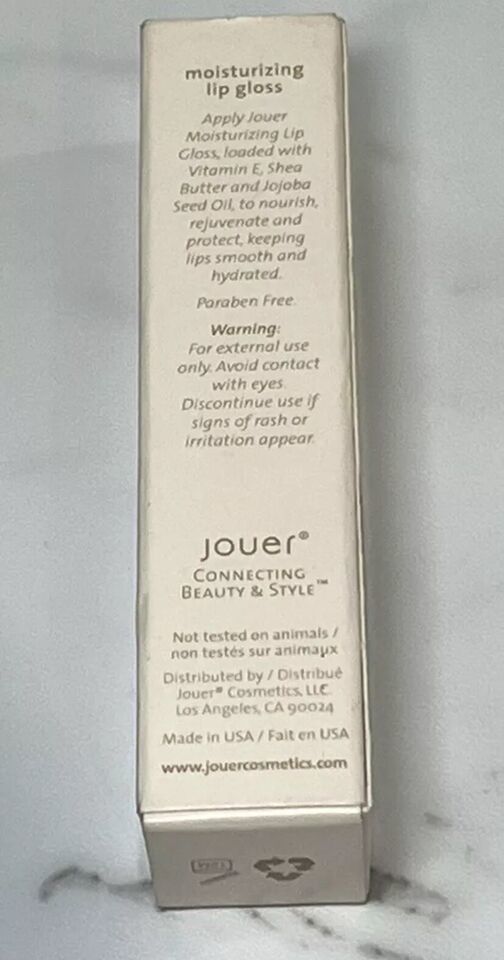 moisturizing
lip gloss
Apply Jouer
Moisturizing Lip
Gloss, loaded with
Vitamin E, Shea
Butter and Jojoba
Seed Oil, to nourish,
rejuvenate and
protect, keeping
lips smooth and
hydrated.
Paraben Free.
Warning:
For external use
only. Avoid contact
with eyes.
Discontinue use if
signs of rash or
irritation appear.
jouer®
CONNECTING
BEAUTY & STYLE™
Not tested on animals /
non testés sur animaux
Distributed by / Distribué
Jouer® Cosmetics, LLC.
Los Angeles, CA 90024
Made in USA / Fait en USA
www.jouercosmetics.com